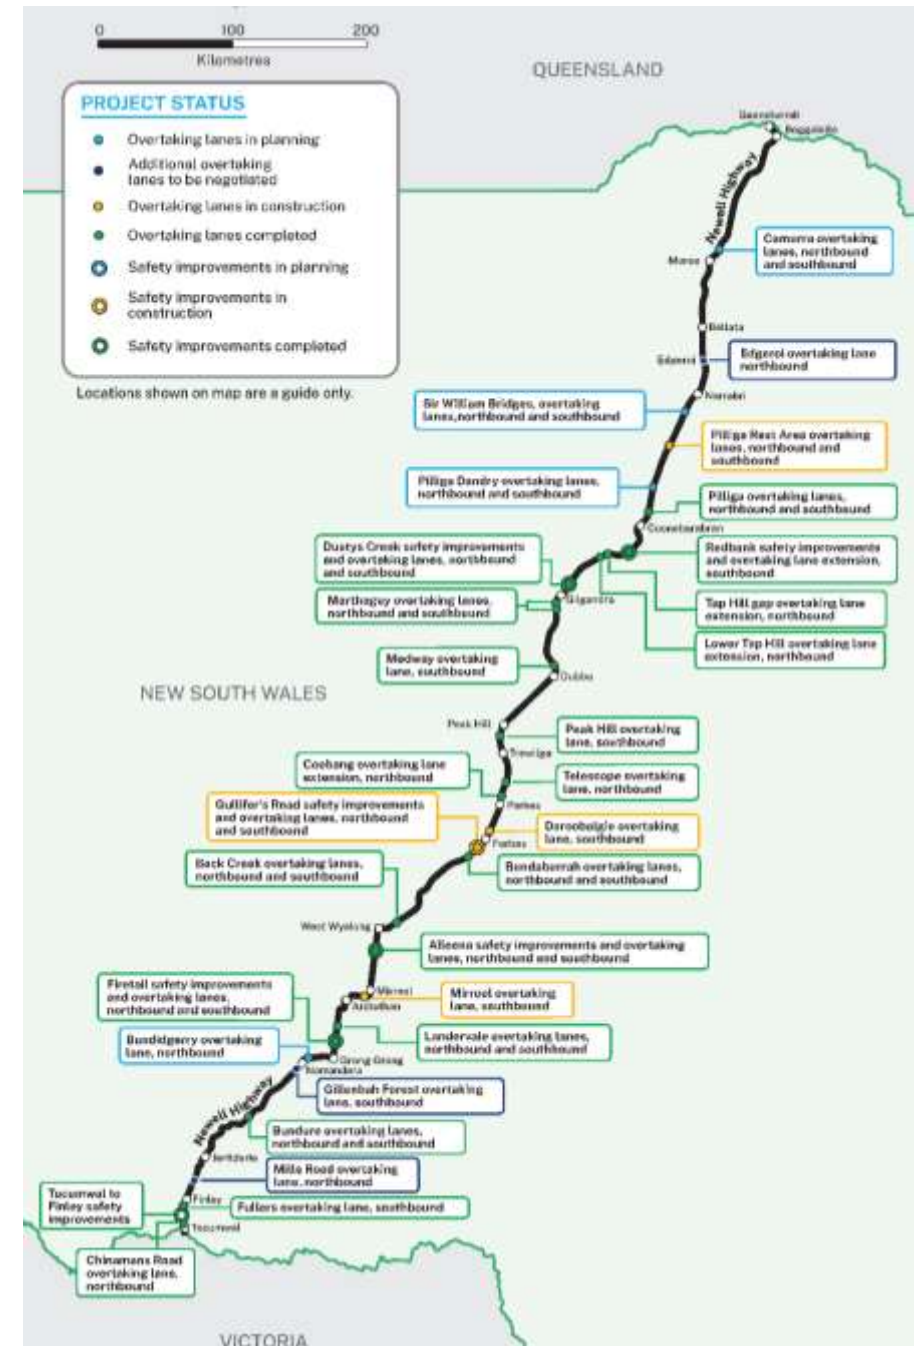 0 100 200
Kilometres
QUEENSLAND
PROJECT STATUS
Overtaking lanes in planning
Additional overtaking
lanes to be negotiated
Overtaking lanes in construction
Overtaking lanes completed
Safety improvements in planning
Safety improvements in
construction
Safety improvements completed
Locations shown on map are a guide only.
Goondiwindi
Boggabilla
Newell Highway
Camurra overtaking
lanes, northbound
and southbound
Moree
Bellata
Edgeroi
Edgeroi overtaking lane
northbound
Narrabri
Sir William Bridges, overtaking
lanes,northbound and southbound
Pilliga Rest Area overtaking
lanes, northbound and
southbound
Pilliga Dandry overtaking lanes,
northbound and southbound
Pilliga overtaking lanes,
northbound and southbound
Coonabarabran
Dustys Creek safety improvements
and overtaking lanes, northbound
and southbound
Redbank safety improvements
and overtaking lane extension,
southbound
Marthaguy overtaking lanes,
northbound and southbound
Gilgandra
Tap Hill gap overtaking lane
extension, northbound
Lower Tap Hill overtaking lane
extension, northbound
Medway overtaking
lane, southbound
Dubbo
NEW SOUTH WALES
Peak Hill
Peak Hill overtaking
lane, southbound
Trewilga
Coobang overtaking lane
extension, northbound
Telescope overtaking
lane, northbound
Parkes
Gullifer's Road safety improvements
and overtaking lanes, northbound
and southbound
Daroobalgie overtaking
lane, southbound
Forbes
Back Creek overtaking lanes,
northbound and southbound
Bundaburrah overtaking lanes,
northbound and southbound
West Wyalong
Alleena safety improvements and overtaking
lanes, northbound and southbound
Firetail safety improvements
and overtaking lanes,
northbound and southbound
Mirrool
Mirrool overtaking
lane, southbound
Ardlethan
Bundidgerry overtaking
lane, northbound
Landervale overtaking lanes,
northbound and southbound
Grong Grong
Narrandera
Gillenbah Forest overtaking
lane, southbound
Newell Highway
Bundure overtaking lanes,
northbound and southbound
Jerilderie
Mills Road overtaking
lane, northbound
Tocumwal to
Finley safety
improvements
Finley
Fullers overtaking lane, southbound
Tocumwal
Chinamans Road
overtaking lane,
northbound
VICTORIA